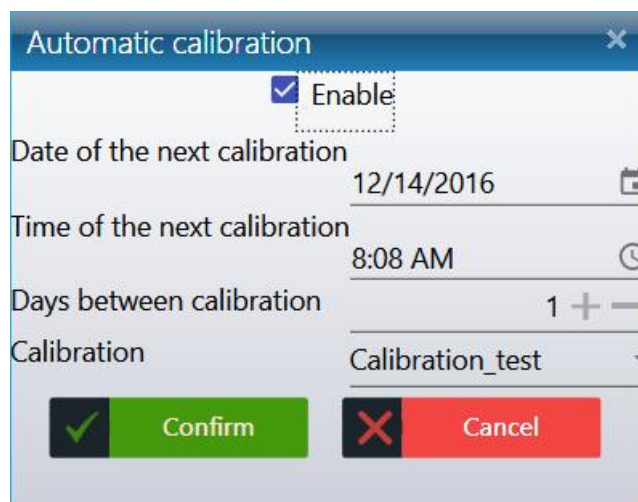 Automatic calibration
Enable
Date of the next calibration
12/14/2016
Time of the next calibration
8:08 AM
Days between calibration
1
Calibration
Calibration_test
Confirm
Cancel